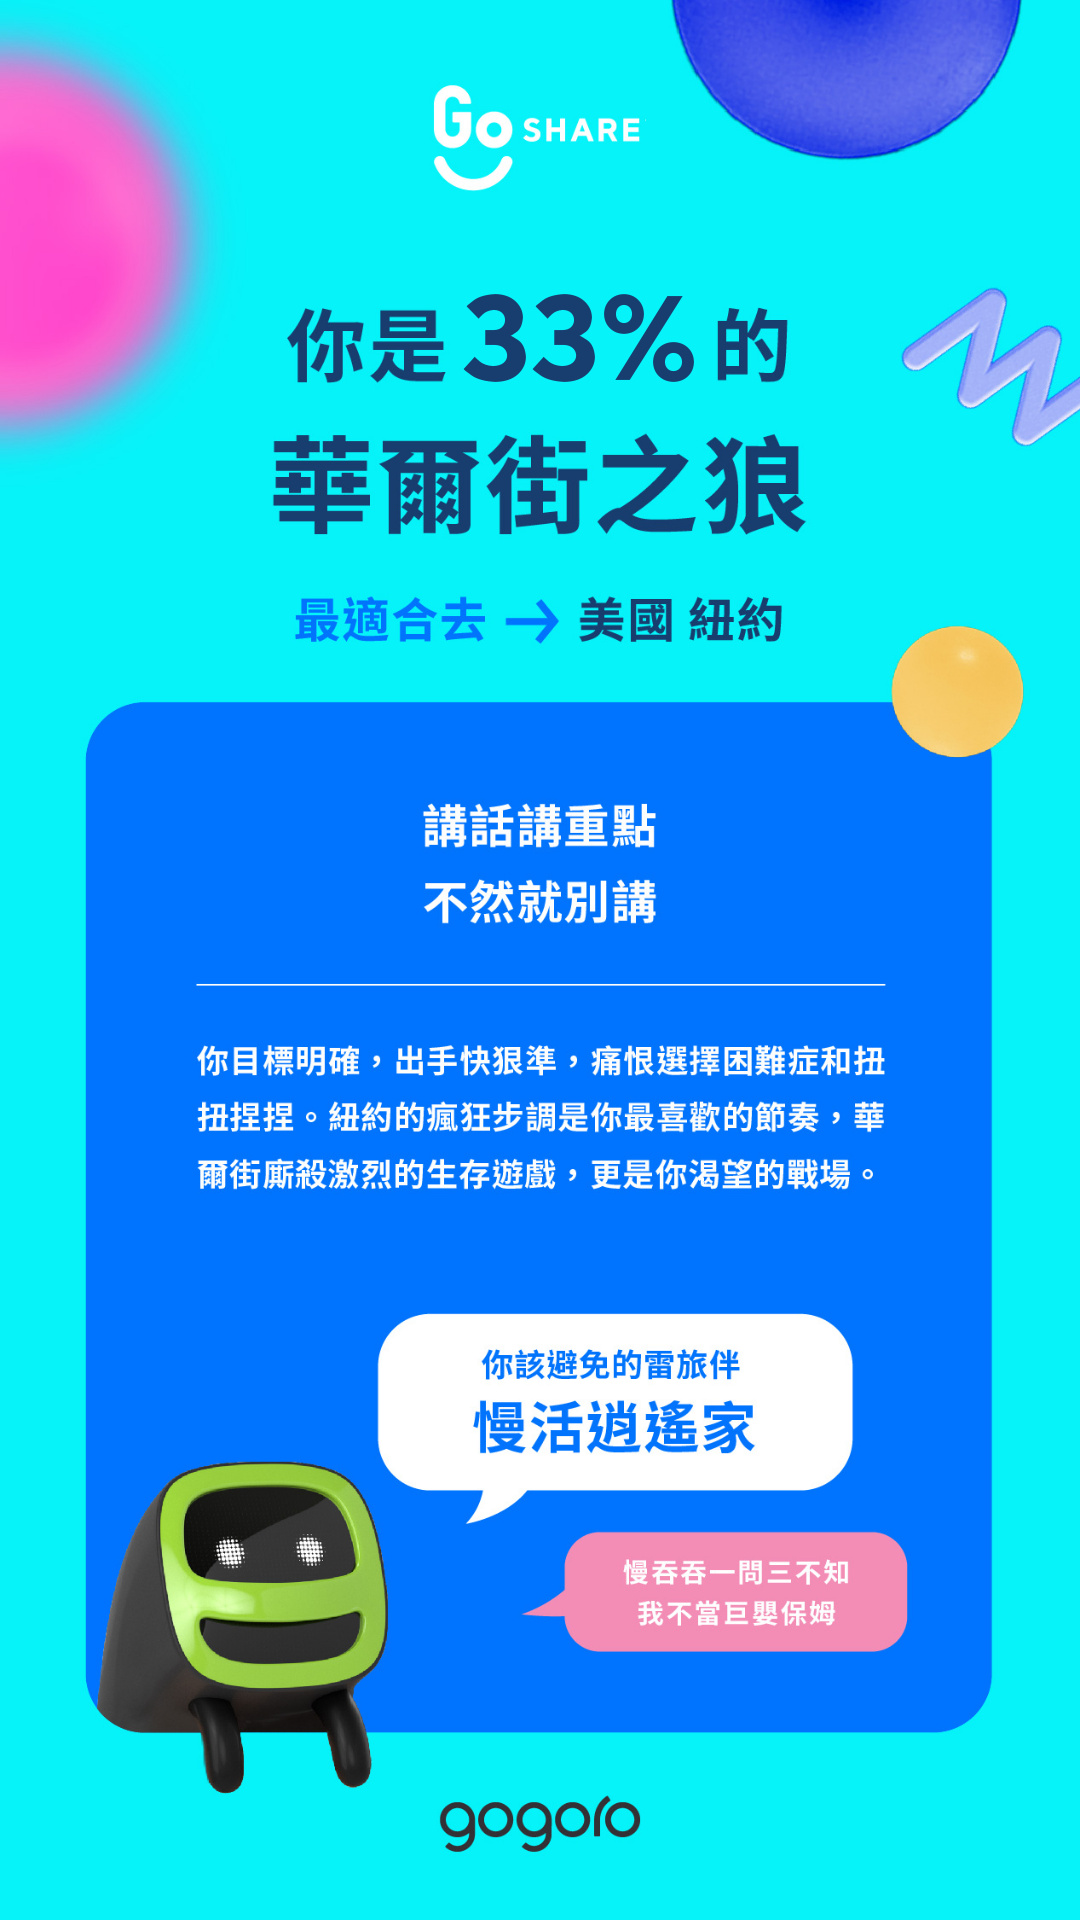 Go SHARE
你是 33% 的
華爾街之狼
最適合去 → 美國 紐約
講話講重點
不然就別講
你目標明確，出手快狠準，痛恨選擇困難症和扭
扭捏捏。紐約的瘋狂步調是你最喜歡的節奏，華
爾街廝殺激烈的生存遊戲，更是你渴望的戰場。
你該避免的雷旅伴
慢活逍遙家
慢吞吞一問三不知
我不當巨嬰保姆
gogoro